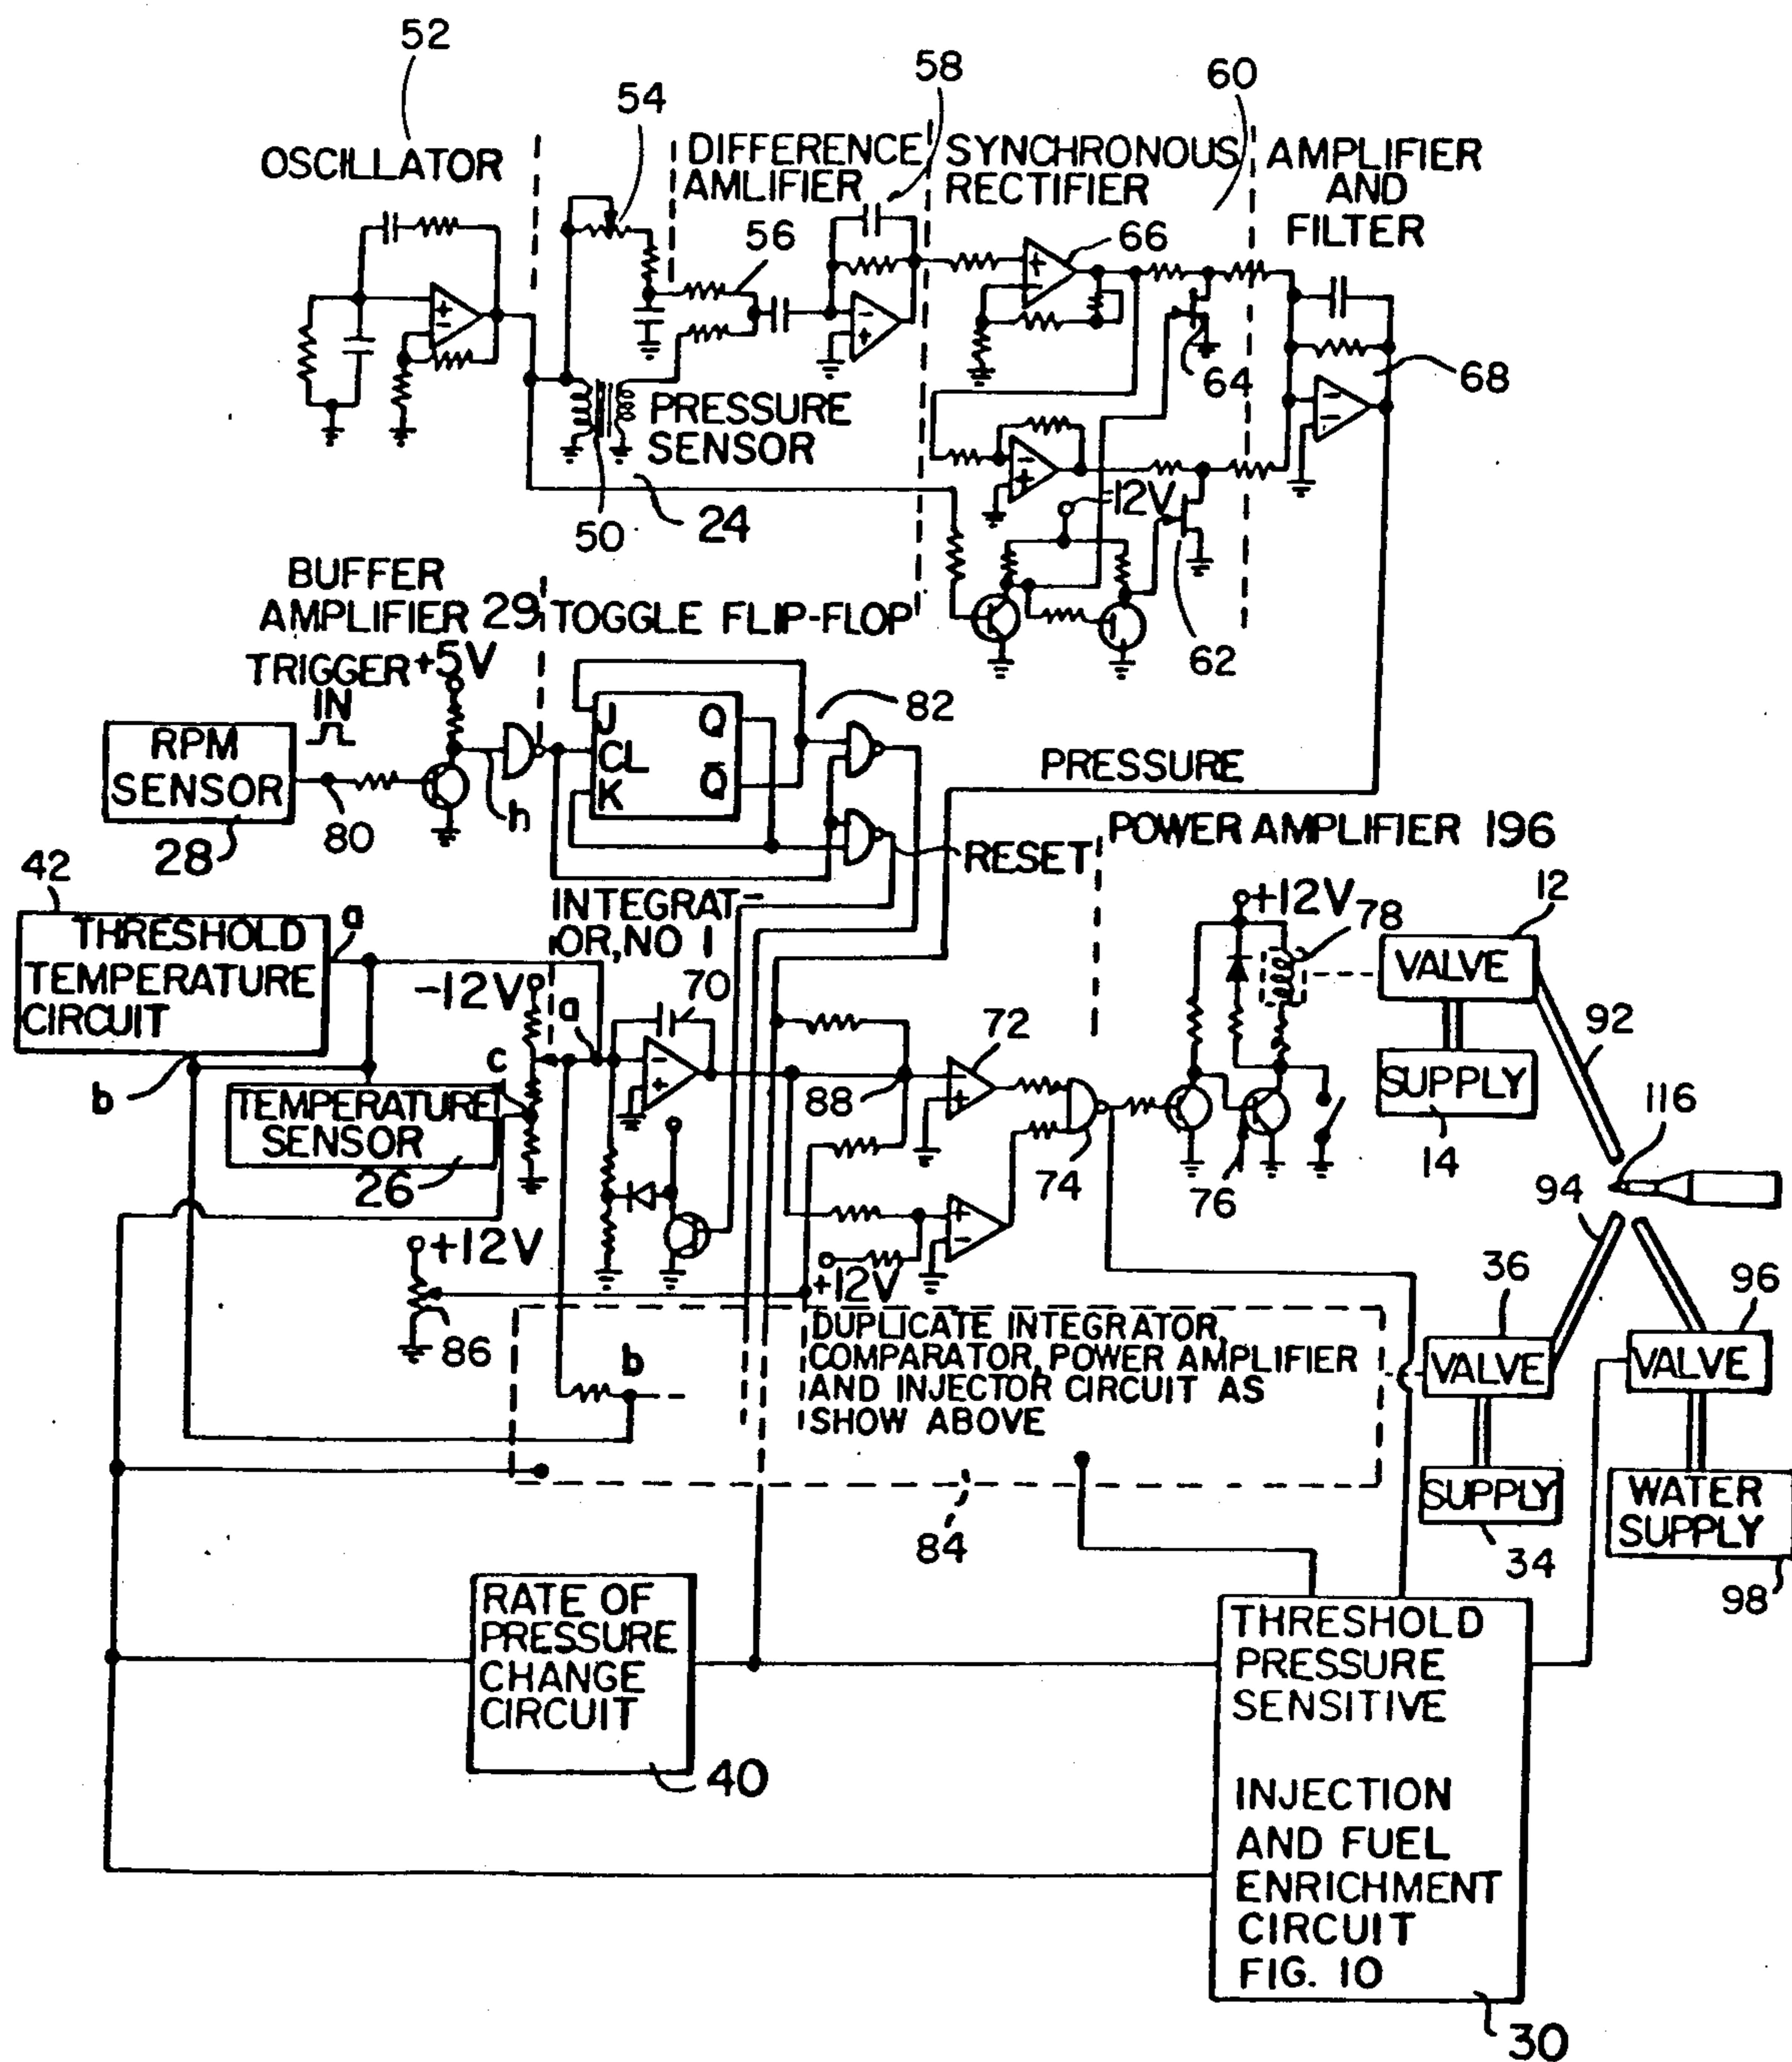 52
58
60
54
OSCILLATOR
DIFFERENCE
AMLIFIER
SYNCHRONOUS
RECTIFIER
AMPLIFIER
AND
FILTER
56
66
+
-
-
+
+
-
64
68
PRESSURE
SENSOR
-
+
-
-
12V
50
24
62
BUFFER
AMPLIFIER 29
TOGGLE FLIP-FLOP
TRIGGER
IN
+5V
J
CL
K
Q
Q̄
82
RPM
SENSOR
28
80
h
PRESSURE
RESET
POWER AMPLIFIER 196
42
THRESHOLD
TEMPERATURE
CIRCUIT
a
b
INTEGRAT-
OR, NO 1
-12V
a
70
-
+
c
TEMPERATURE
SENSOR
26
88
72
-
+
74
+12V
78
76
12
VALVE
SUPPLY
14
92
116
94
+
-
+12V
+12V
86
b
DUPLICATE INTEGRATOR,
COMPARATOR, POWER AMPLIFIER
AND INJECTOR CIRCUIT AS
SHOW ABOVE
84
36
VALVE
SUPPLY
34
96
VALVE
WATER
SUPPLY
98
RATE OF
PRESSURE
CHANGE
CIRCUIT
40
THRESHOLD
PRESSURE
SENSITIVE
INJECTION
AND FUEL
ENRICHMENT
CIRCUIT
FIG. 10
30